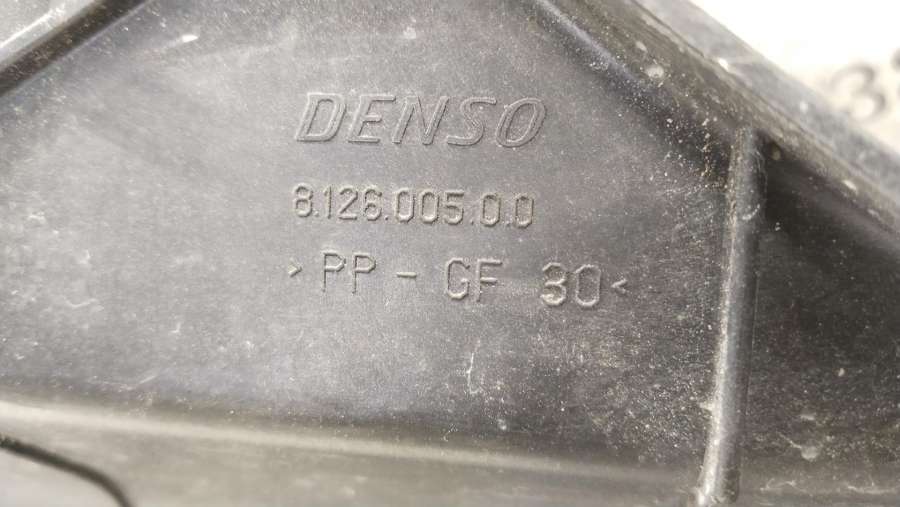 DENSO
8.126.005.0.0
>PP - GF 30<